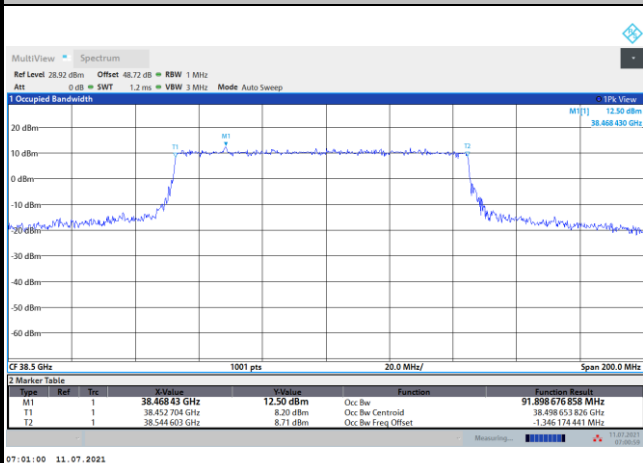 MultiView Spectrum
Ref Level 28.92 dBm Offset 48.72 dB RBW 1 MHz
Att 0 dB SWT 1.2 ms VBW 3 MHz Mode Auto Sweep
1 Occupied Bandwidth 1Pk View
M1[1] 12.50 dBm
38.468 430 GHz
20 dBm
M1
T1
T2
10 dBm
0 dBm
-10 dBm
-20 dBm
-30 dBm
-40 dBm
-50 dBm
-60 dBm
CF 38.5 GHz 1001 pts 20.0 MHz/ Span 200.0 MHz
2 Marker Table
Type Ref Trc X-Value Y-Value Function Function Result
M1 1 38.468 43 GHz 12.50 dBm Occ Bw 91.898 676 858 MHz
T1 1 38.452 704 GHz 8.20 dBm Occ Bw Centroid 38.498 653 826 GHz
T2 1 38.544 603 GHz 8.71 dBm Occ Bw Freq Offset -1.346 174 441 MHz
Measuring... 11.07.2021
07:00:59
07:01:00 11.07.2021